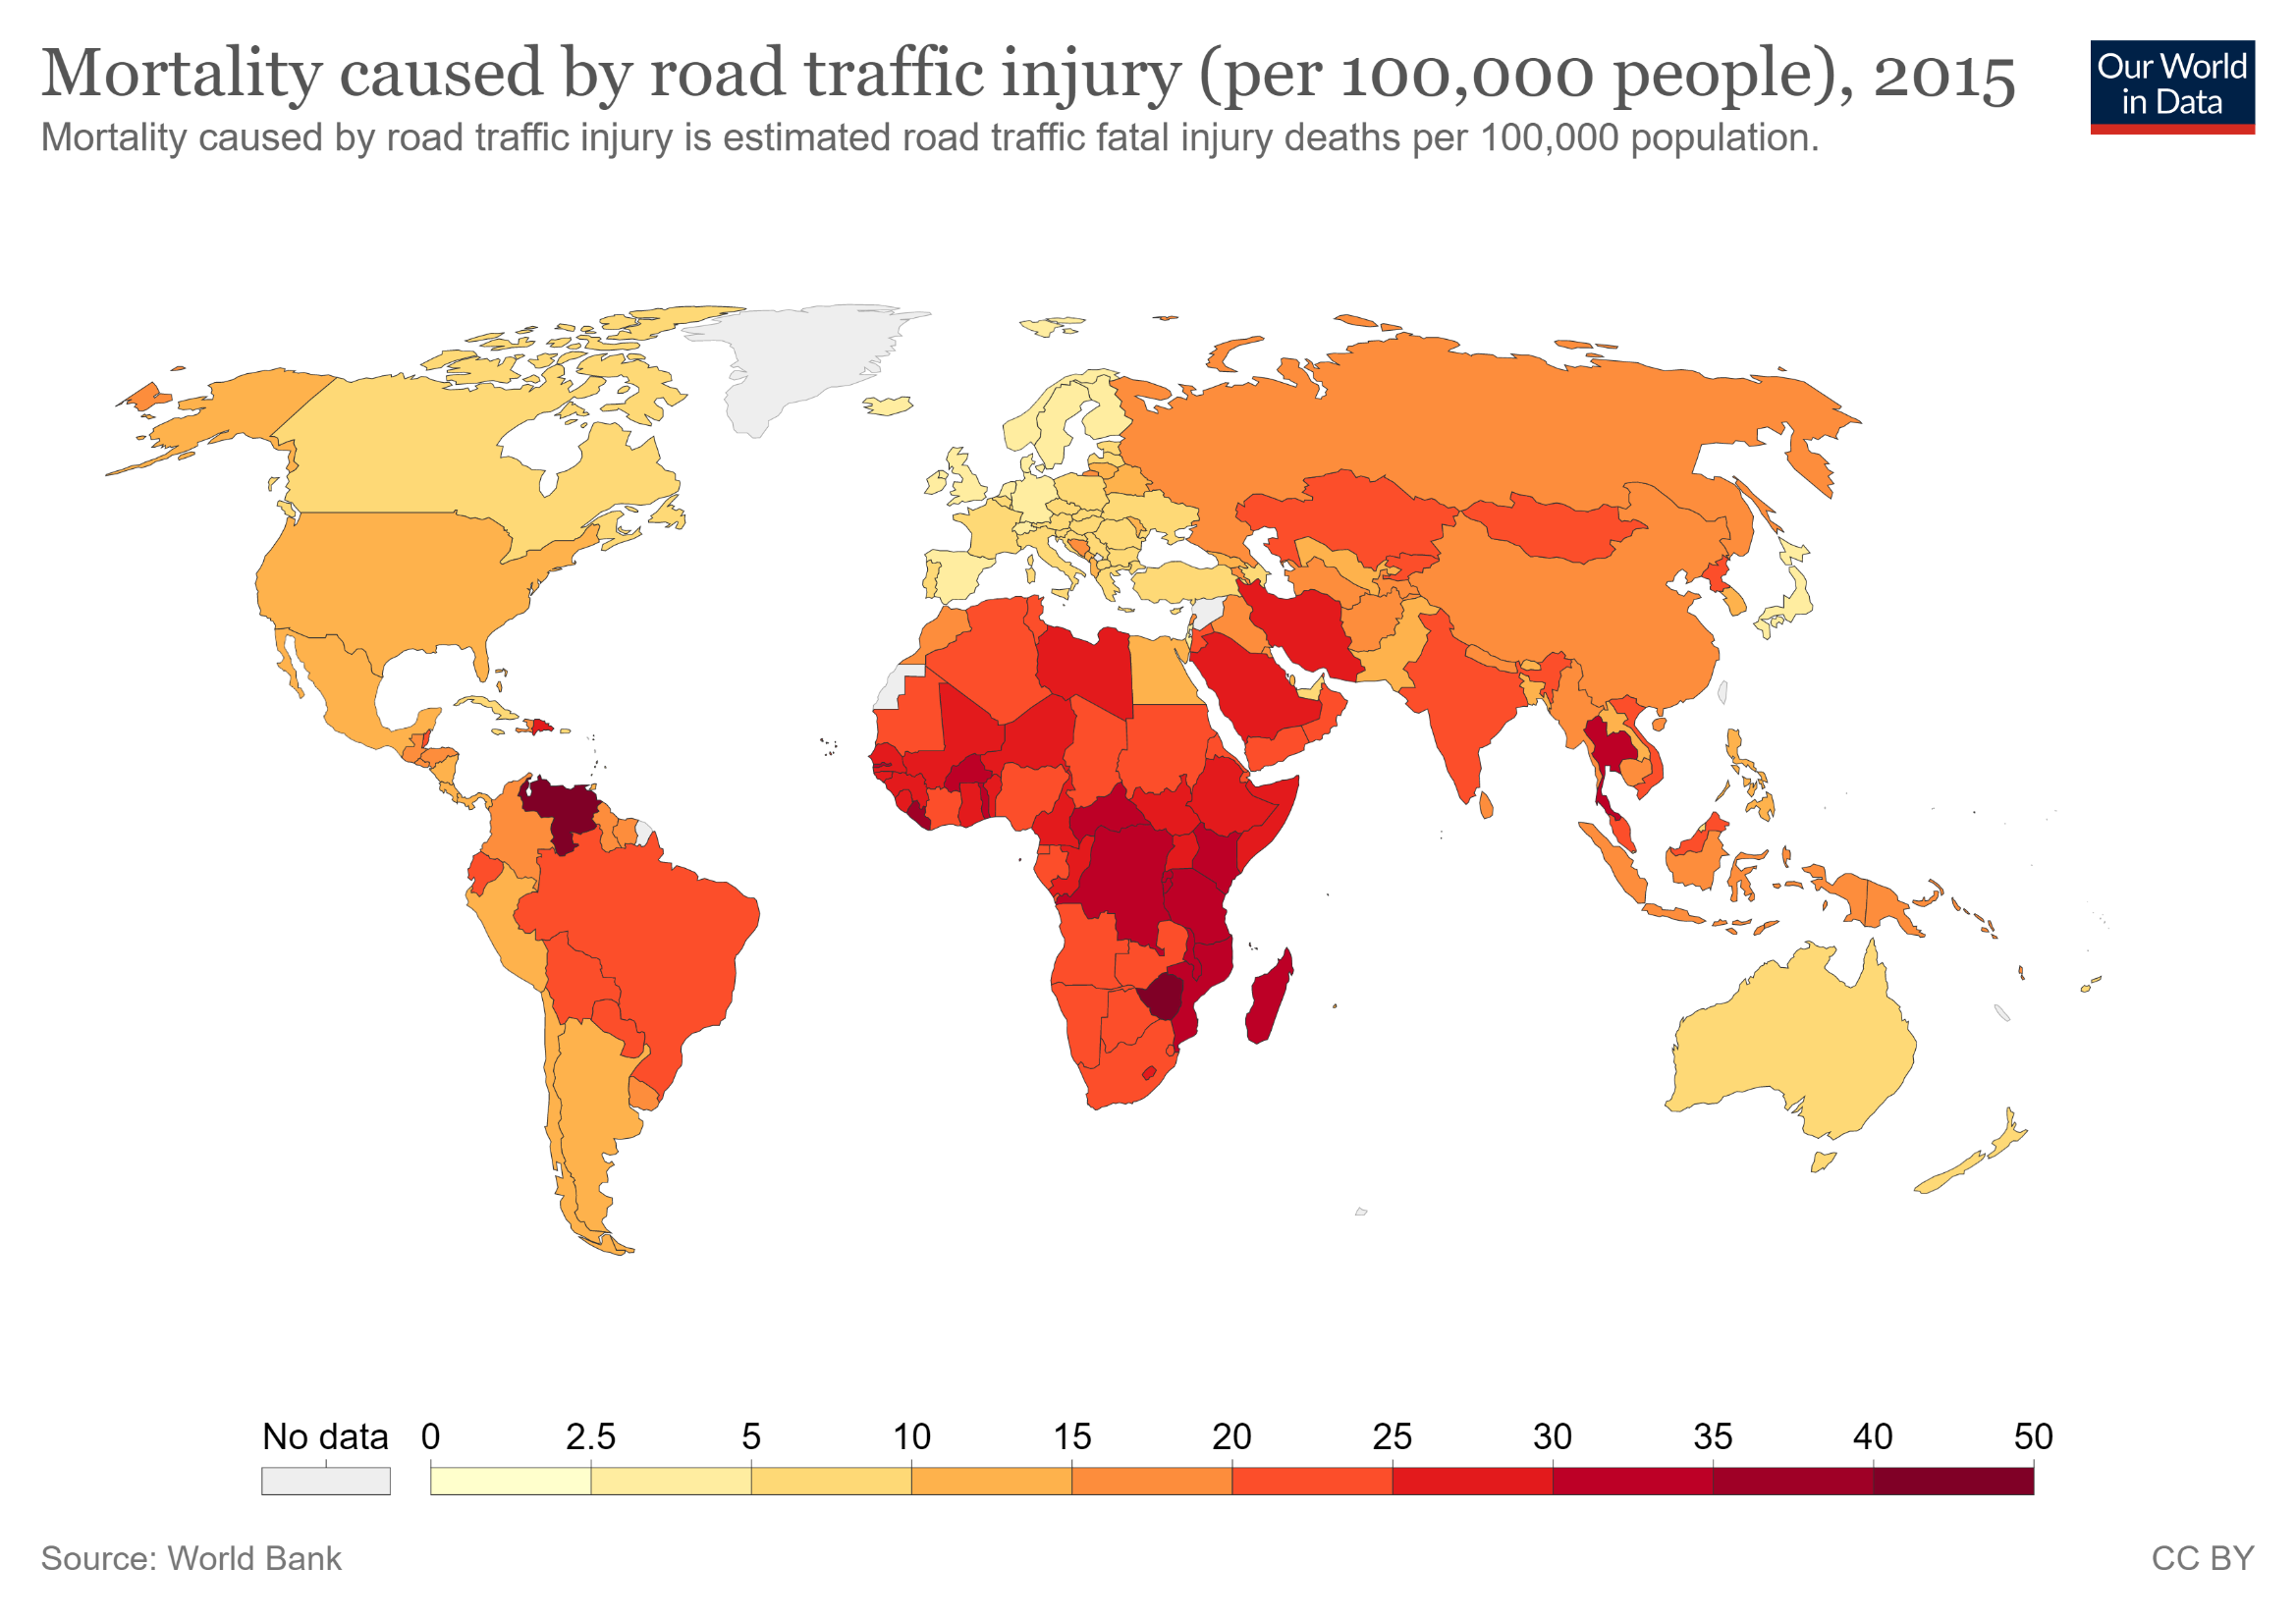 Mortality caused by road traffic injury (per 100,000 people), 2015
Mortality caused by road traffic injury is estimated road traffic fatal injury deaths per 100,000 population.
Our World
in Data
No data 0 2.5 5 10 15 20 25 30 35 40 50
Source: World Bank
CC BY